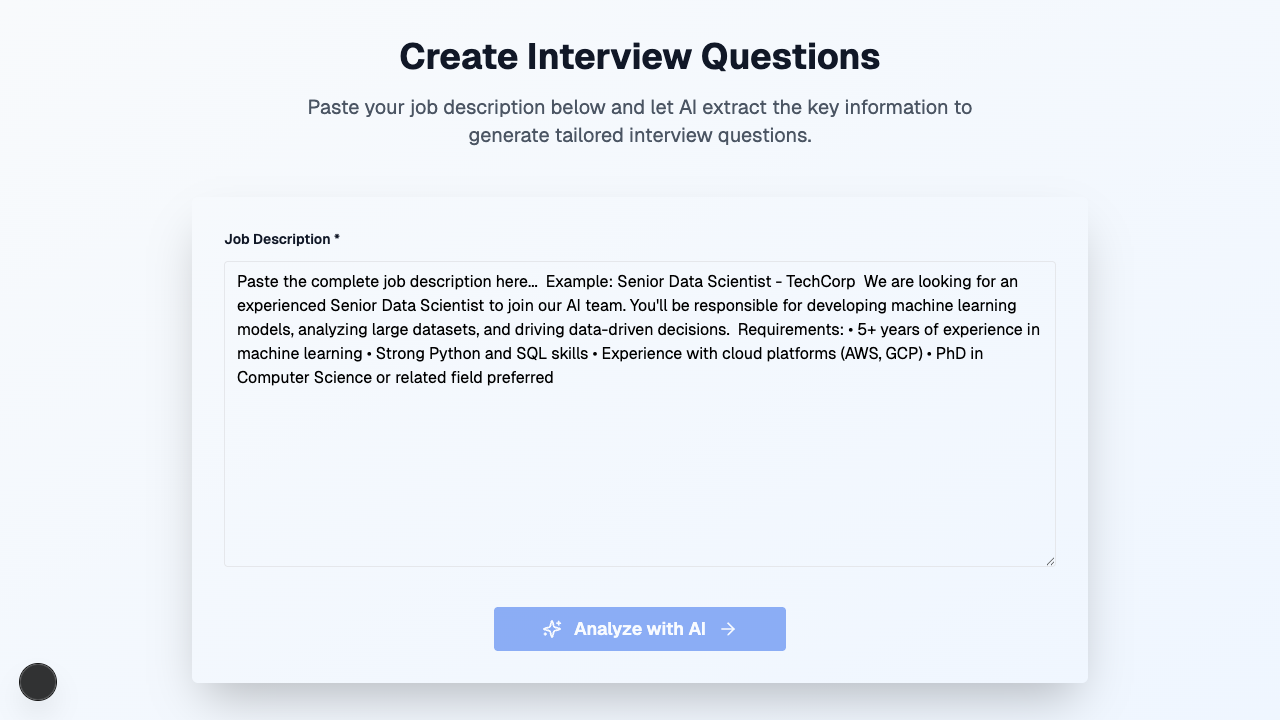 Create Interview Questions
Paste your job description below and let AI extract the key information to
generate tailored interview questions.
Job Description *
Paste the complete job description here...  Example: Senior Data Scientist - TechCorp  We are looking for an
experienced Senior Data Scientist to join our AI team. You'll be responsible for developing machine learning
models, analyzing large datasets, and driving data-driven decisions.  Requirements: • 5+ years of experience in
machine learning • Strong Python and SQL skills • Experience with cloud platforms (AWS, GCP) • PhD in
Computer Science or related field preferred
Analyze with AI